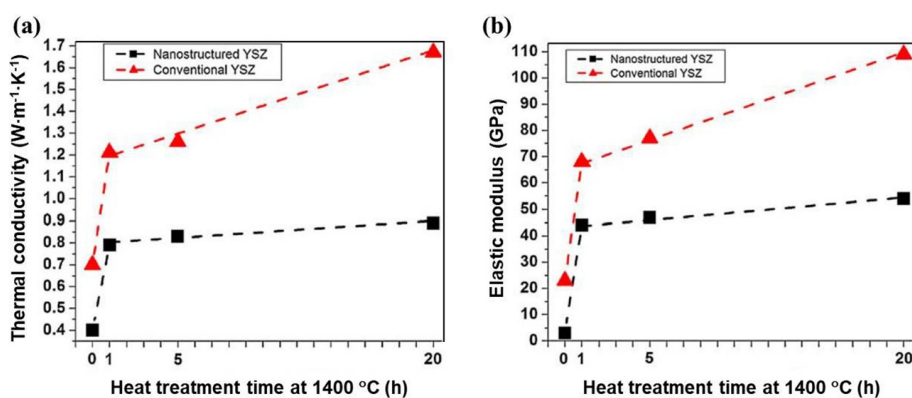 (a)
Thermal conductivity (W·m⁻¹·K⁻¹)
1.7
1.6
1.5
1.4
1.3
1.2
1.1
1.0
0.9
0.8
0.7
0.6
0.5
0.4
Nanostructured YSZ
Conventional YSZ
0 1 5 20
Heat treatment time at 1400 °C (h)
(b)
Elastic modulus (GPa)
110
100
90
80
70
60
50
40
30
20
10
0
Nanostructured YSZ
Conventional YSZ
0 1 5 20
Heat treatment time at 1400 °C (h)